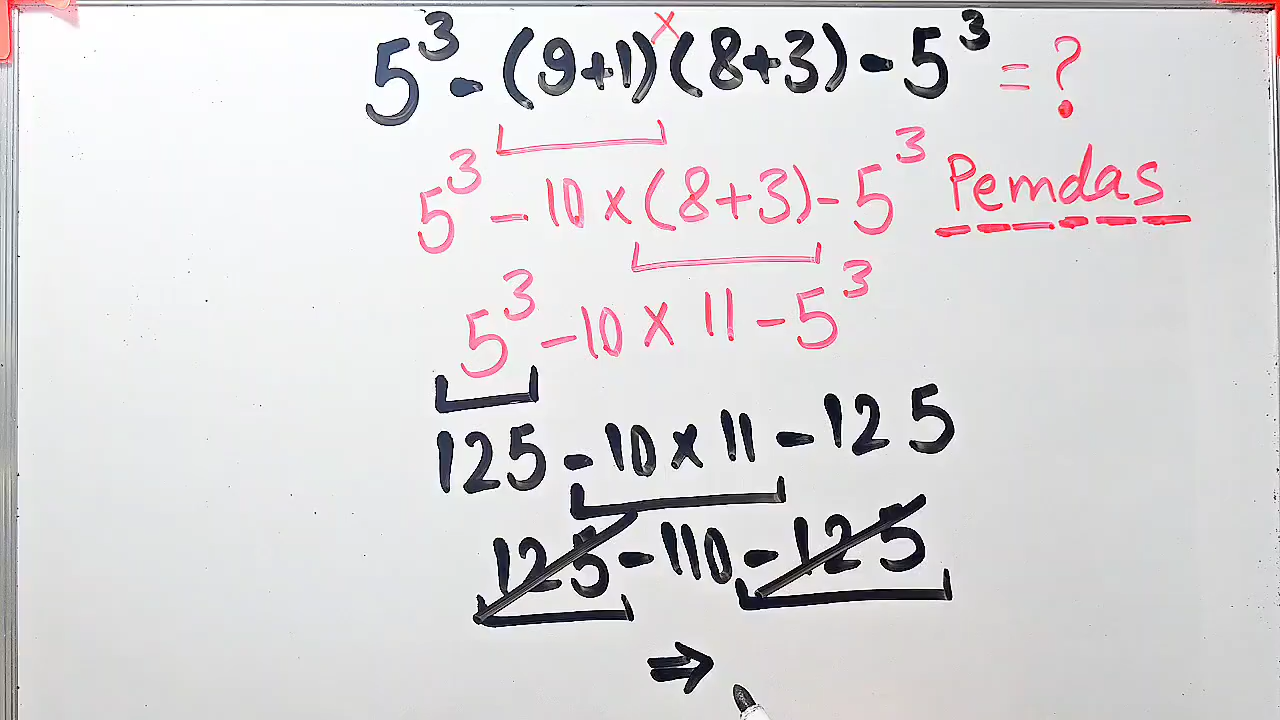 5³ - (9+1)×(8+3) - 5³ = ?
5³ - 10 × (8+3) - 5³ Pemdas
5³ - 10 × 11 - 5³
125 - 10 × 11 - 125
125 - 110 - 125
⇒